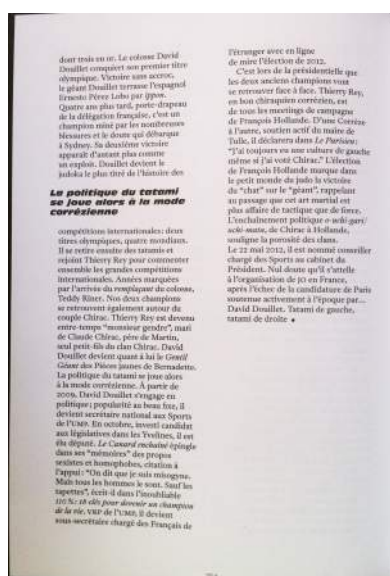 dont trois en or. Le colosse David
Douillet conquiert son premier titre
olympique. Victoire sans accroc,
le géant Douillet terrasse l'espagnol
Ernesto Pérez Lobo par ippon.
Quatre ans plus tard, porte-drapeau
de la délégation française, c'est un
champion miné par les nombreuses
blessures et le doute qui débarque
à Sydney. Sa deuxième victoire
apparaît d'autant plus comme
un exploit. Douillet devient le
judoka le plus titré de l'histoire des
La politique du tatami
se joue alors à la mode
corrézienne
compétitions internationales: deux
titres olympiques, quatre mondiaux.
Il se retire ensuite des tatamis et
rejoint Thierry Rey pour commenter
ensemble les grandes compétitions
internationales. Années marquées
par l'arrivée du remplaçant du colosse,
Teddy Riner. Nos deux champions
se retrouvent également autour du
couple Chirac. Thierry Rey est devenu
entre-temps "monsieur gendre", mari
de Claude Chirac, père de Martin,
seul petit-fils du clan Chirac. David
Douillet devient quant à lui le Gentil
Géant des Pièces jaunes de Bernadette.
La politique du tatami se joue alors
à la mode corrézienne. À partir de
2009, David Douillet s'engage en
politique: popularité au beau fixe, il
devient secrétaire national aux Sports
de l'UMP. En octobre, investi candidat
aux législatives dans les Yvelines, il est
élu député. Le Canard enchaîné épingle
dans ses "mémoires" des propos
sexistes et homophobes, citation à
l'appui: "On dit que je suis misogyne.
Mais tous les hommes le sont. Sauf les
tapettes", écrit-il dans l'inoubliable
110 %: 18 clés pour devenir un champion
de la vie. VRP de l'UMP, il devient
sous-secrétaire chargé des Français de
l'étranger avec en ligne
de mire l'élection de 2012.
C'est lors de la présidentielle que
les deux anciens champions vont
se retrouver face à face. Thierry Rey,
en bon chiraquien corrézien, est
de tous les meetings de campagne
de François Hollande. D'une Corrèze
à l'autre, soutien actif du maire de
Tulle, il déclarera dans Le Parisien:
"J'ai toujours eu une culture de gauche
même si j'ai voté Chirac." L'élection
de François Hollande marque dans
le petit monde du judo la victoire
du "chat" sur le "géant", rappelant
au passage que cet art martial est
plus affaire de tactique que de force.
L'enchaînement politique o-uchi-gari/
uchi-mata, de Chirac à Hollande,
souligne la porosité des clans.
Le 22 mai 2012, il est nommé conseiller
chargé des Sports au cabinet du
Président. Nul doute qu'il s'attelle
à l'organisation de JO en France,
après l'échec de la candidature de Paris
soutenue activement à l'époque par...
David Douillet. Tatami de gauche,
tatami de droite